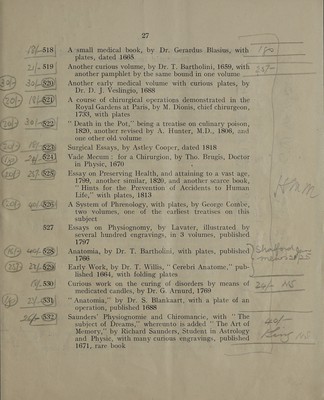 27
518 A small medical book, by Dr. Gerardus Blasius, with
plates, dated 1665
519 Another curious volume, by Dr. T. Bartholini, 1659, with
another pamphlet by the same bound in one volume
520 Another early medical volume with curious plates, by
Dr. D. J. Veslingio, 1688
521 A course of chirurgical operations demonstrated in the
Royal Gardens at Paris, by M. Dionis, chief chirurgeon,
1733, with plates
522 "Death in the Pot," being a treatise on culinary poison,
1820, another revised by A. Hunter, M.D., 1806, and
one other old volume
523 Surgical Essays, by Astley Cooper, dated 1818
524 Vade Mecum: for a Chirurgion, by Tho. Brugis, Doctor
in Physic, 1670
525 Essay on Preserving Health, and attaining to a vast age,
1799, another similar, 1820, and another scarce book,
"Hints for the Prevention of Accidents to Human
Life," with plates, 1813
526 A System of Phrenology, with plates, by George Combe,
two volumes, one of the earliest treatises on this
subject
527 Essays on Physiognomy, by Lavater, illustrated by
several hundred engravings, in 3 volumes, published
1797
528 Anatomia, by Dr. T. Bartholini, with plates, published
1766
529 Early Work, by Dr. T. Willis, "Cerebri Anatome," pub-
lished 1664, with folding plates
530 Curious work on the curing of disorders by means of
medicated candles, by Dr. G. Arnurd, 1769
531 "Anatomia," by Dr. S. Blankaart, with a plate of an
operation, published 1688
532 Saunders' Physiognomie and Chiromancie, with "The
subject of Dreams," whereunto is added "The Art of
Memory," by Richard Saunders, Student in Astrology
and Physic, with many curious engravings, published
1671, rare book